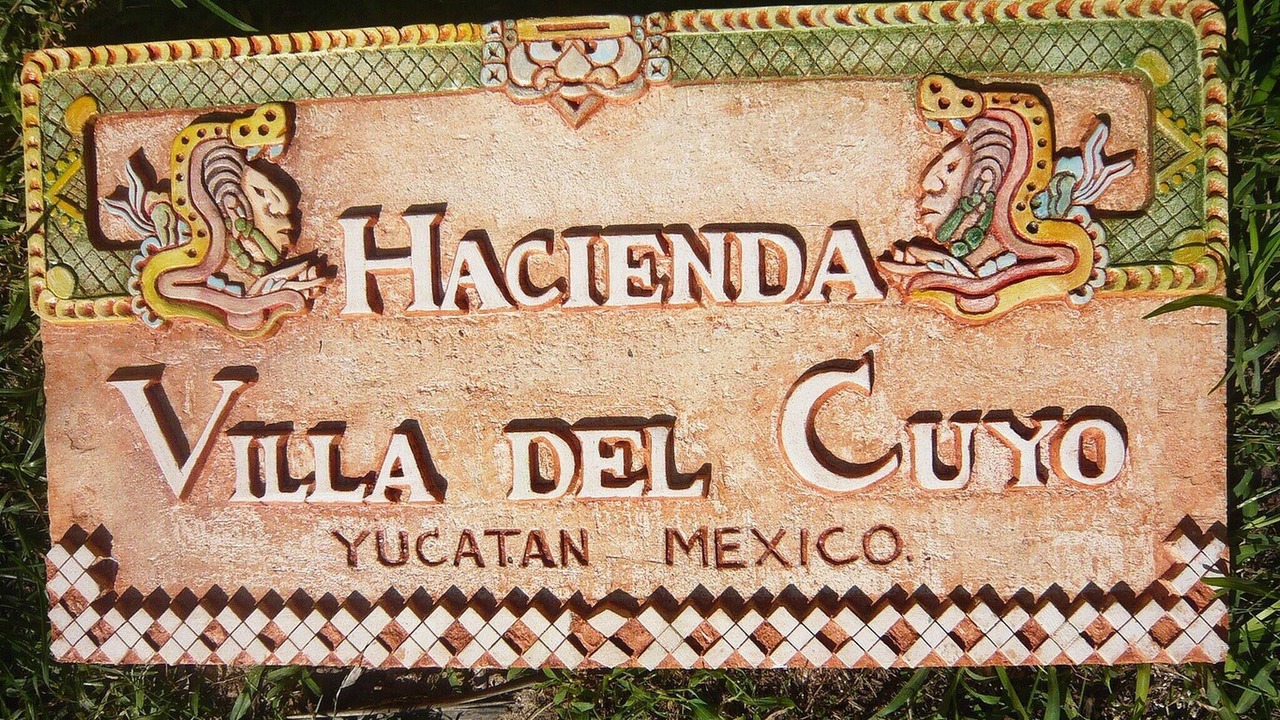 HACIENDA
VILLA DEL CUYO
YUCATAN MEXICO.